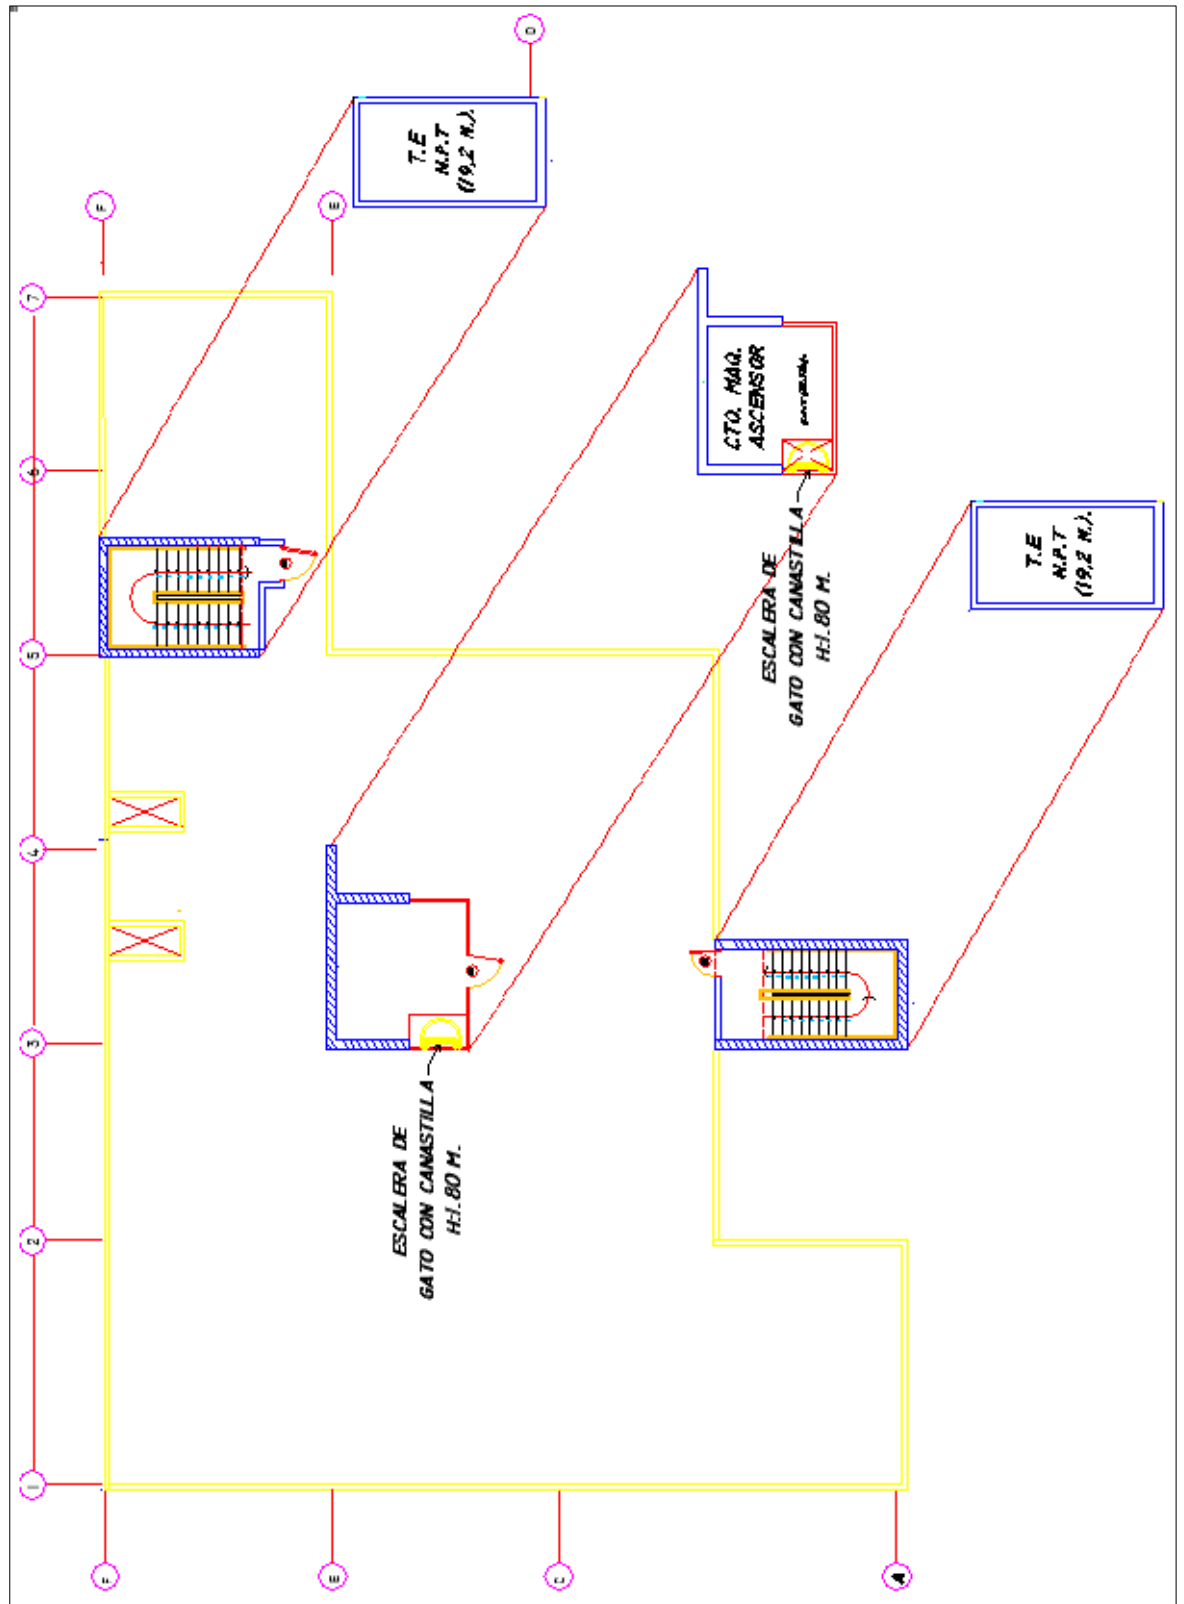 D
F
E
T.E
N.P.T
(19,2 M.).
7
6
5
4
3
2
1
CTO. MAQ.
ASCENSOR
ESCALERA DE
GATO CON CANASTILLA
H:1.80 M.
T.E
N.P.T
(19,2 M.).
ESCALERA DE
GATO CON CANASTILLA
H:1.80 M.
F
E
C
A